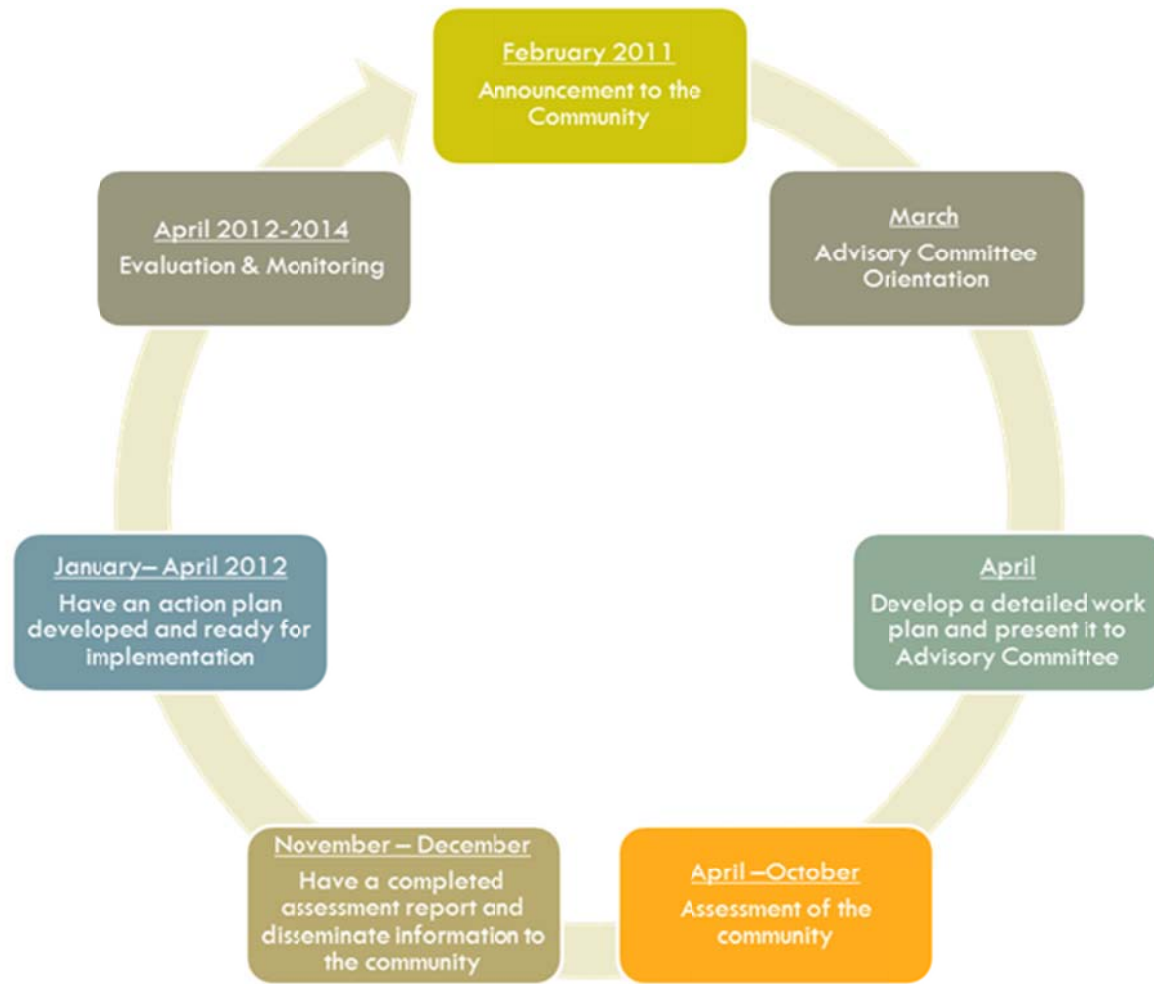 February 2011
Announcement to the
Community
March
Advisory Committee
Orientation
April
Develop a detailed work
plan and present it to
Advisory Committee
April –October
Assessment of the
community
November – December
Have a completed
assessment report and
disseminate information to
the community
January– April 2012
Have an action plan
developed and ready for
implementation
April 2012-2014
Evaluation & Monitoring